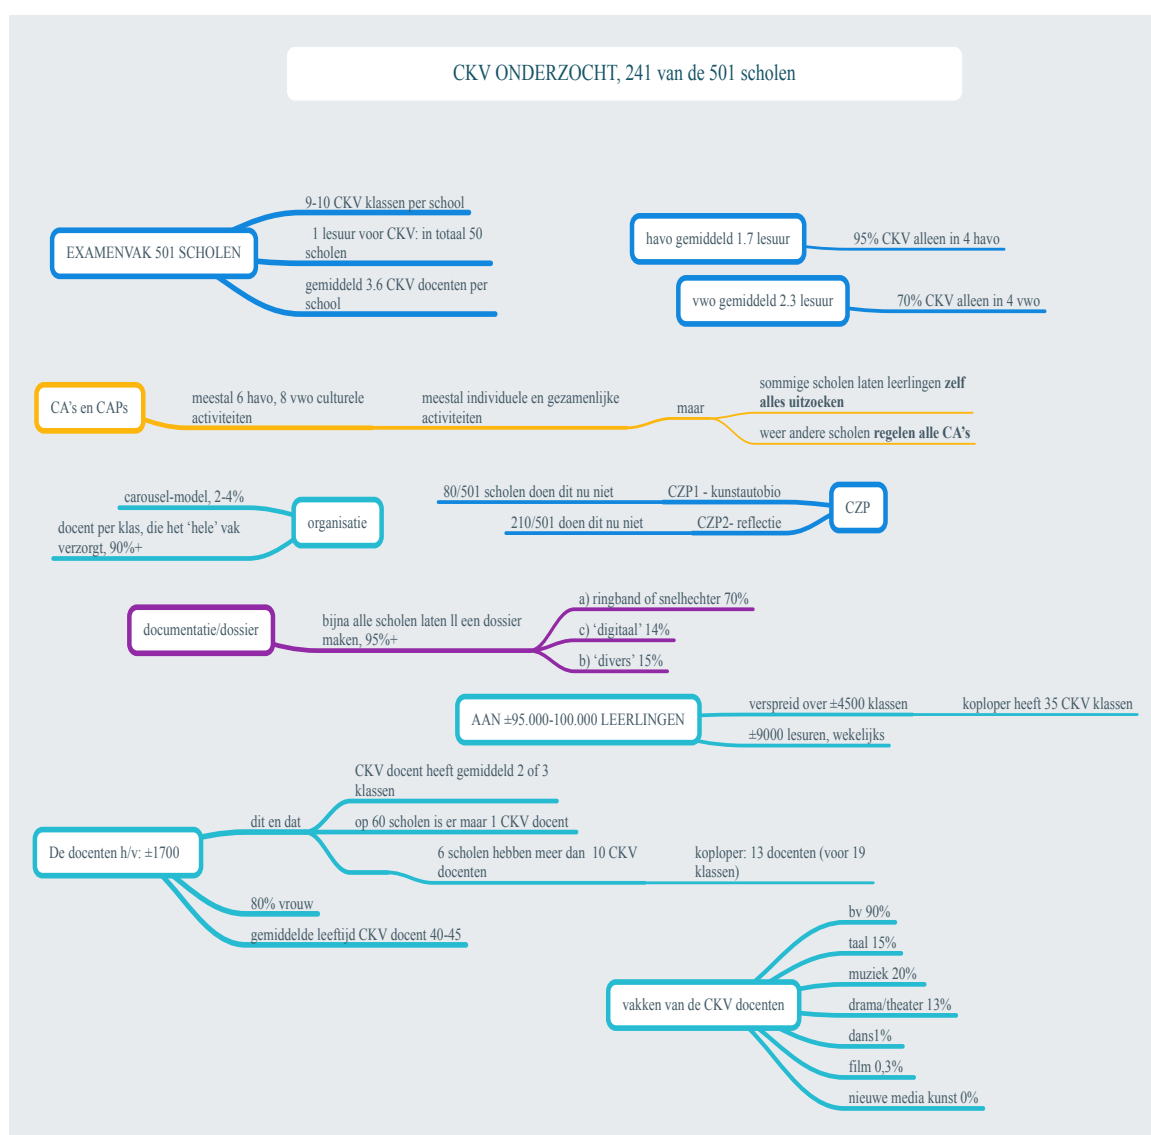 CKV ONDERZOCHT, 241 van de 501 scholen
EXAMENVAK 501 SCHOLEN
9-10 CKV klassen per school
1 lesuur voor CKV: in totaal 50
scholen
gemiddeld 3.6 CKV docenten per
school
havo gemiddeld 1.7 lesuur
95% CKV alleen in 4 havo
vwo gemiddeld 2.3 lesuur
70% CKV alleen in 4 vwo
CA's en CAPs
meestal 6 havo, 8 vwo culturele
activiteiten
meestal individuele en gezamenlijke
activiteiten
maar
sommige scholen laten leerlingen zelf
alles uitzoeken
weer andere scholen regelen alle CA's
organisatie
carousel-model, 2-4%
docent per klas, die het ‘hele’ vak
verzorgt, 90%+
CZP
CZP1 - kunstautobio
80/501 scholen doen dit nu niet
CZP2- reflectie
210/501 doen dit nu niet
documentatie/dossier
bijna alle scholen laten ll een dossier
maken, 95%+
a) ringband of snelhechter 70%
c) ‘digitaal’ 14%
b) ‘divers’ 15%
AAN ±95.000-100.000 LEERLINGEN
verspreid over ±4500 klassen
koploper heeft 35 CKV klassen
±9000 lesuren, wekelijks
De docenten h/v: ±1700
dit en dat
CKV docent heeft gemiddeld 2 of 3
klassen
op 60 scholen is er maar 1 CKV docent
6 scholen hebben meer dan 10 CKV
docenten
koploper: 13 docenten (voor 19
klassen)
80% vrouw
gemiddelde leeftijd CKV docent 40-45
vakken van de CKV docenten
bv 90%
taal 15%
muziek 20%
drama/theater 13%
dans1%
film 0,3%
nieuwe media kunst 0%